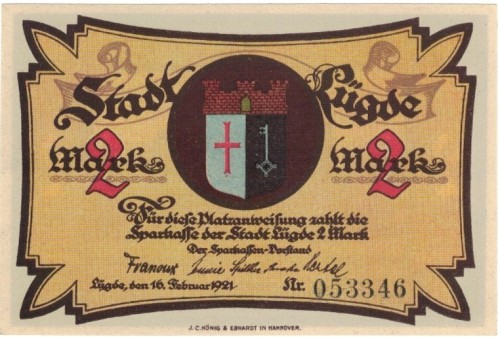 Stadt Lügde
2 Mark 2 Mark
Für diese Platzanweisung zahlt die
Sparkasse der Stadt Lügde 2 Mark
Der Sparkassen-Vorstand
Lügde, den 16. Februar 1921 Nr. 053346
J.C.KÖNIG & EBHARDT IN HANNOVER.